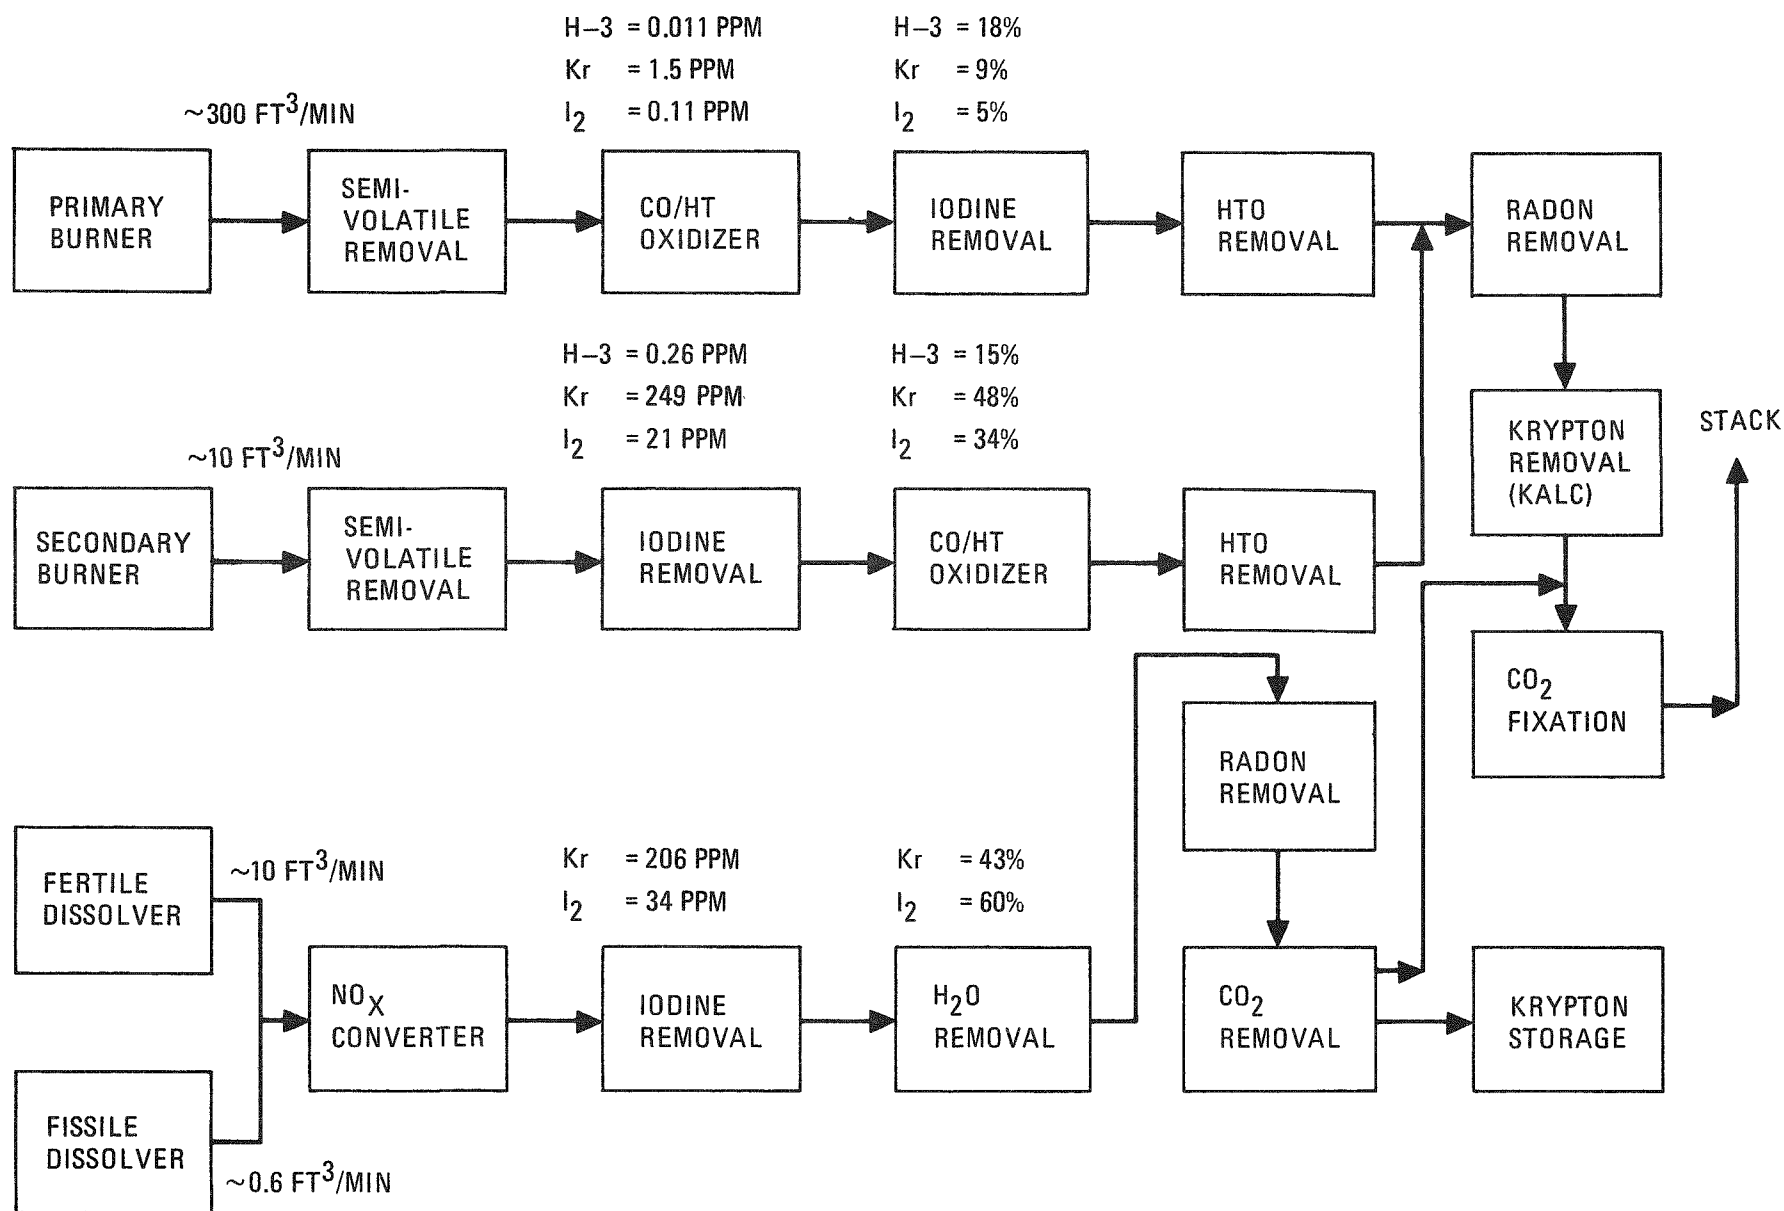 H–3 = 0.011 PPM
Kr = 1.5 PPM
I2 = 0.11 PPM
H–3 = 18%
Kr = 9%
I2 = 5%
~300 FT3/MIN
PRIMARY
BURNER
SEMI-
VOLATILE
REMOVAL
CO/HT
OXIDIZER
IODINE
REMOVAL
HTO
REMOVAL
RADON
REMOVAL
H–3 = 0.26 PPM
Kr = 249 PPM
I2 = 21 PPM
H–3 = 15%
Kr = 48%
I2 = 34%
~10 FT3/MIN
SECONDARY
BURNER
SEMI-
VOLATILE
REMOVAL
IODINE
REMOVAL
CO/HT
OXIDIZER
HTO
REMOVAL
KRYPTON
REMOVAL
(KALC)
STACK
CO2
FIXATION
RADON
REMOVAL
Kr = 206 PPM
I2 = 34 PPM
Kr = 43%
I2 = 60%
FERTILE
DISSOLVER
~10 FT3/MIN
NOX
CONVERTER
IODINE
REMOVAL
H2O
REMOVAL
CO2
REMOVAL
KRYPTON
STORAGE
FISSILE
DISSOLVER
~0.6 FT3/MIN